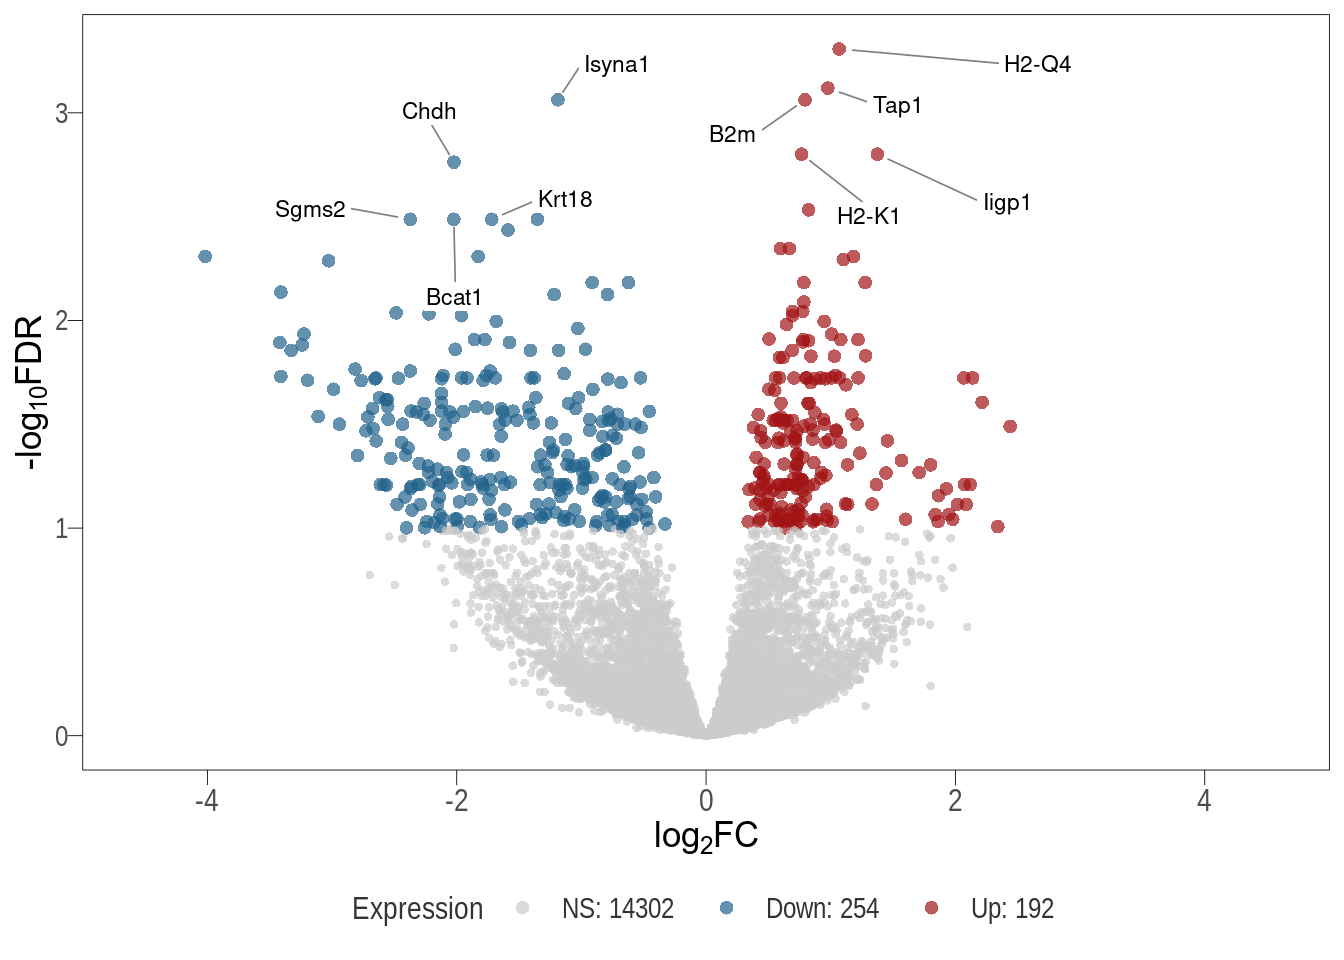 Isyna1
H2-Q4
Chdh
Tap1
B2m
Sgms2
Krt18
Iigp1
H2-K1
Bcat1
3
2
1
0
-log10FDR
-4
-2
0
2
4
log2FC
Expression NS: 14302 Down: 254 Up: 192